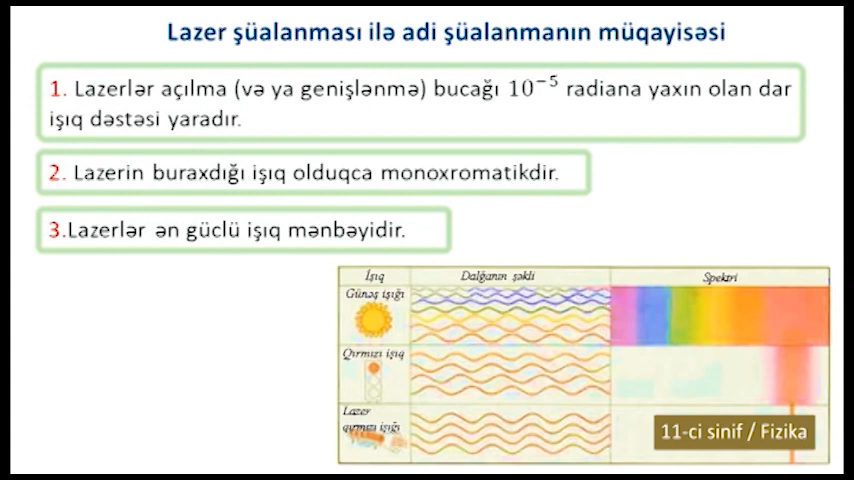 Lazer şüalanması ilə adi şüalanmanın müqayisəsi
1. Lazerlər açılma (və ya genişlənmə) bucağı 10⁻⁵ radiana yaxın olan dar
işıq dəstəsi yaradır.
2. Lazerin buraxdığı işıq olduqca monoxromatikdir.
3.Lazerlər ən güclü işıq mənbəyidir.
İşıq Dalğanın şəkli Spektri
Günəş işığı
Qırmızı işıq
Lazer
qırmızı işığı
11-ci sinif / Fizika